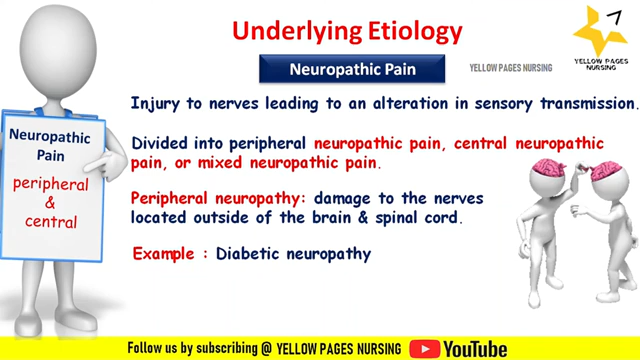 Underlying Etiology
Neuropathic Pain
YELLOW PAGES NURSING
YELLOW PAGES
NURSING
Injury to nerves leading to an alteration in sensory transmission.
Divided into peripheral neuropathic pain, central neuropathic
pain, or mixed neuropathic pain.
Peripheral neuropathy: damage to the nerves
located outside of the brain & spinal cord.
Example : Diabetic neuropathy
Neuropathic
Pain
peripheral
&
central
Follow us by subscribing @ YELLOW PAGES NURSING YouTube